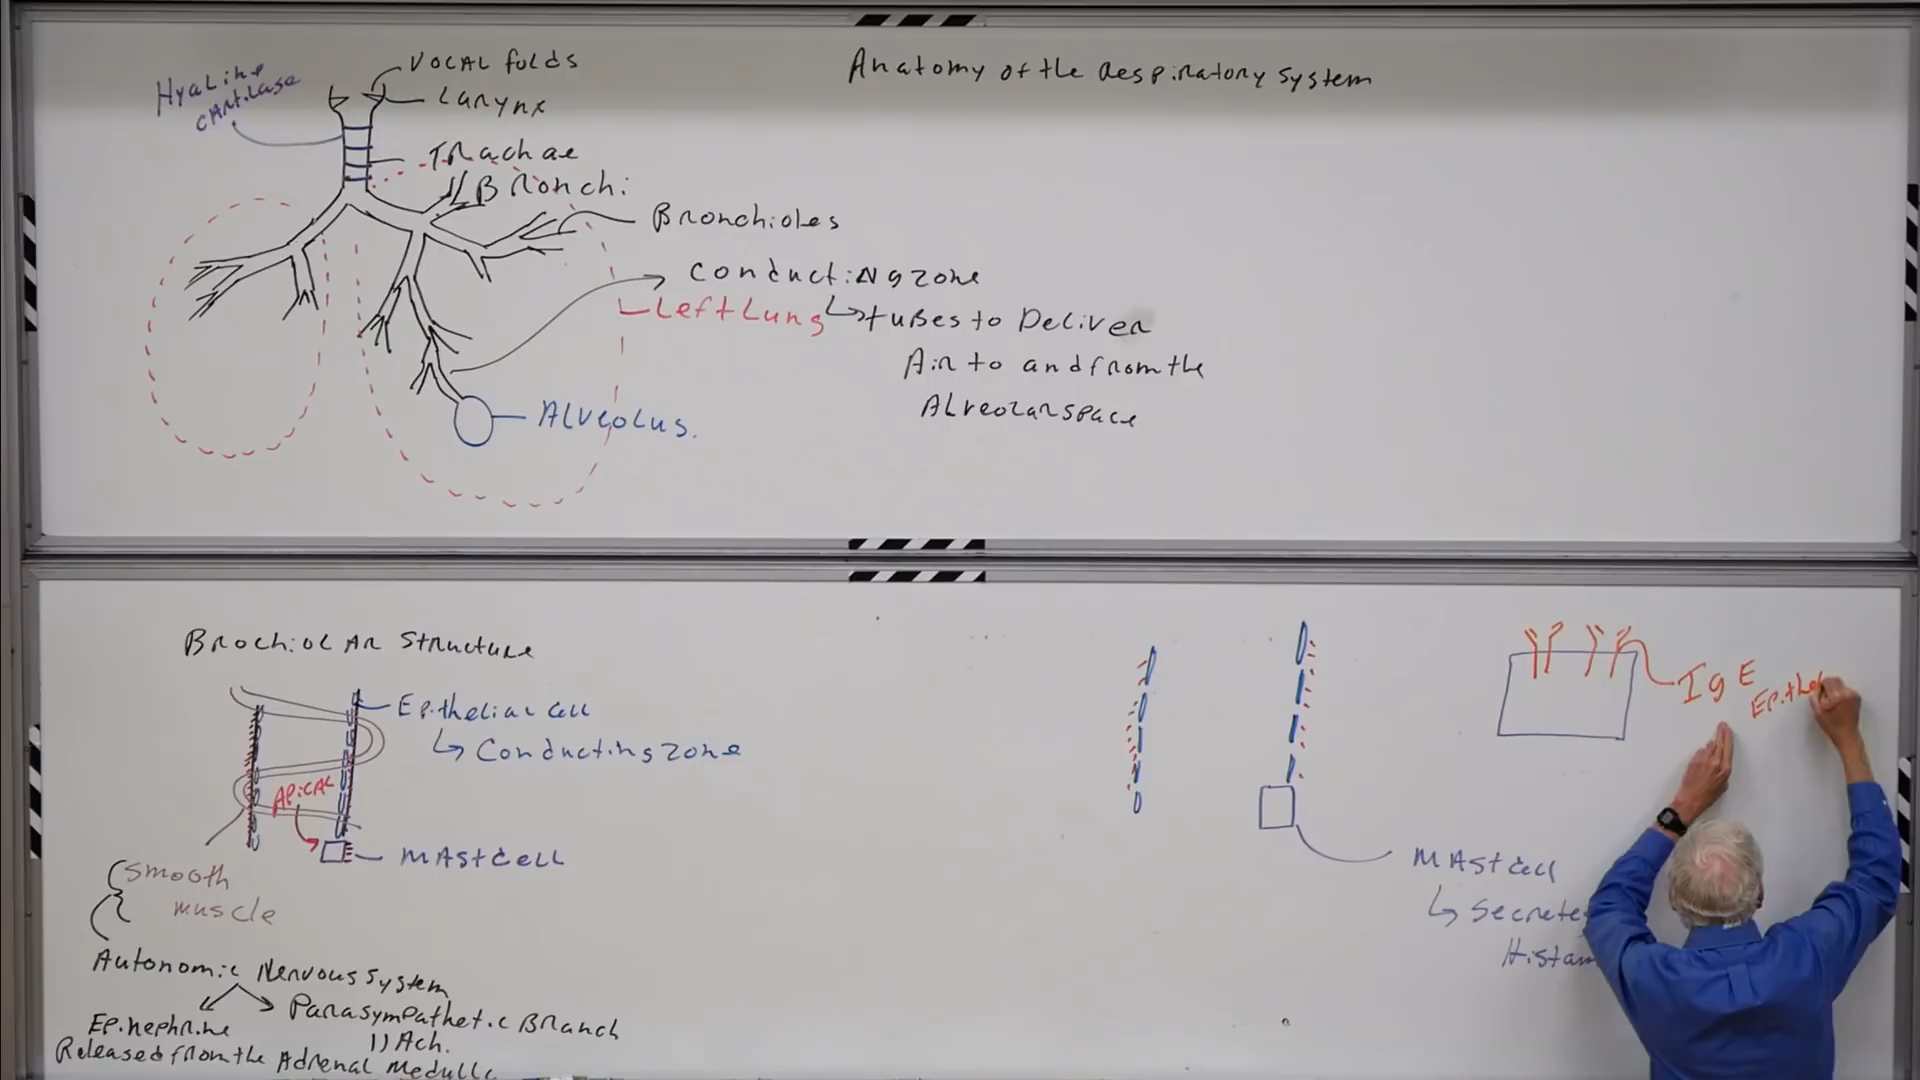 Anatomy of the Respiratory System
Hyaline
Cartilage
Vocal folds
Larynx
Trachae
Bronchi
Bronchioles
Conducting zone
Left Lung
tubes to Deliver
Air to and from the
Alveolar space
Alveolus.
Brochiolar Structure
Epithelial cell
Conducting zone
Apical
Mast cell
Smooth
muscle
Autonomic Nervous System
Epinephrine
Parasympathetic Branch
1) Ach.
Released from the Adrenal Medulla
IgE
Mast cell